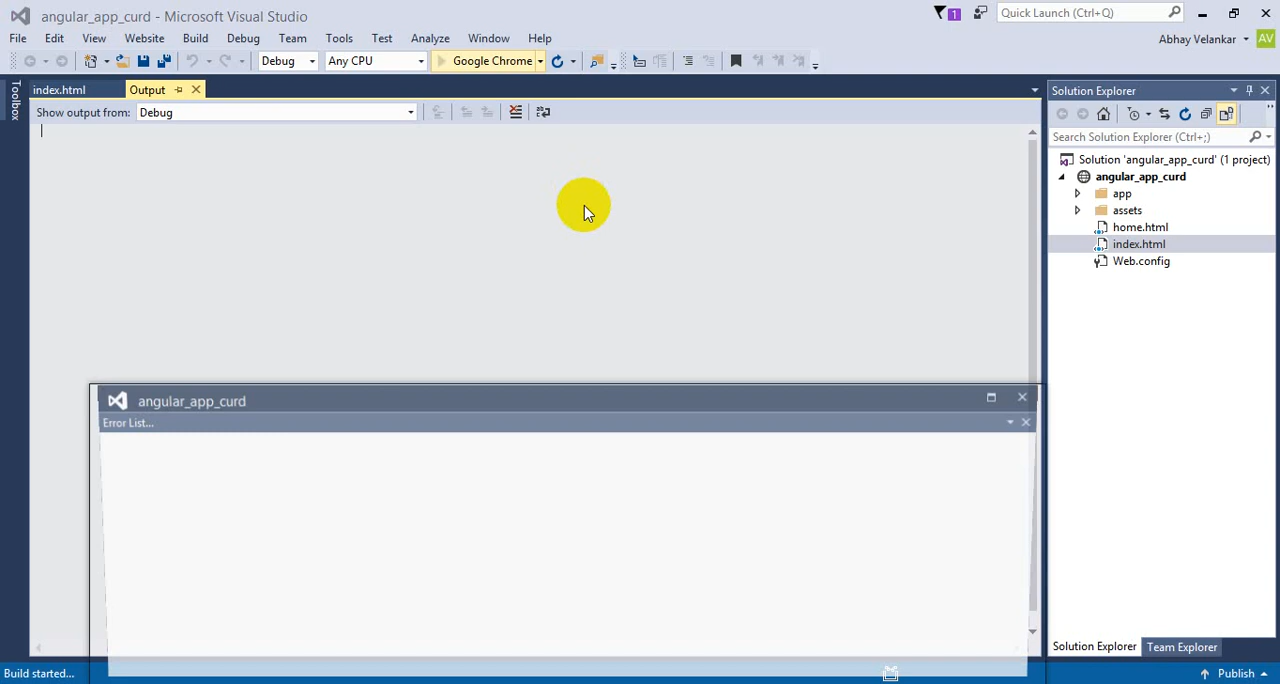 angular_app_curd - Microsoft Visual Studio
1
Quick Launch (Ctrl+Q)
File Edit View Website Build Debug Team Tools Test Analyze Window Help
Abhay Velankar AV
Debug Any CPU Google Chrome
Toolbox
index.html Output
Show output from: Debug
angular_app_curd
Error List...
Solution Explorer
Search Solution Explorer (Ctrl+;)
Solution 'angular_app_curd' (1 project)
angular_app_curd
app
assets
home.html
index.html
Web.config
Solution Explorer Team Explorer
Build started... Publish